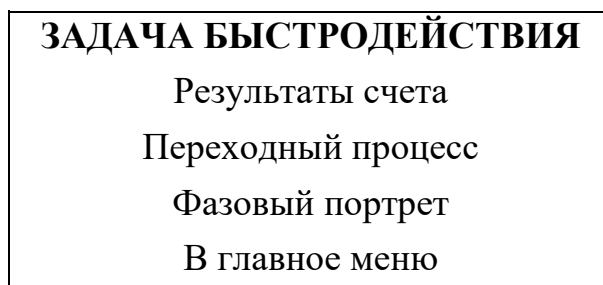 ЗАДАЧА БЫСТРОДЕЙСТВИЯ
Результаты счета
Переходный процесс
Фазовый портрет
В главное меню